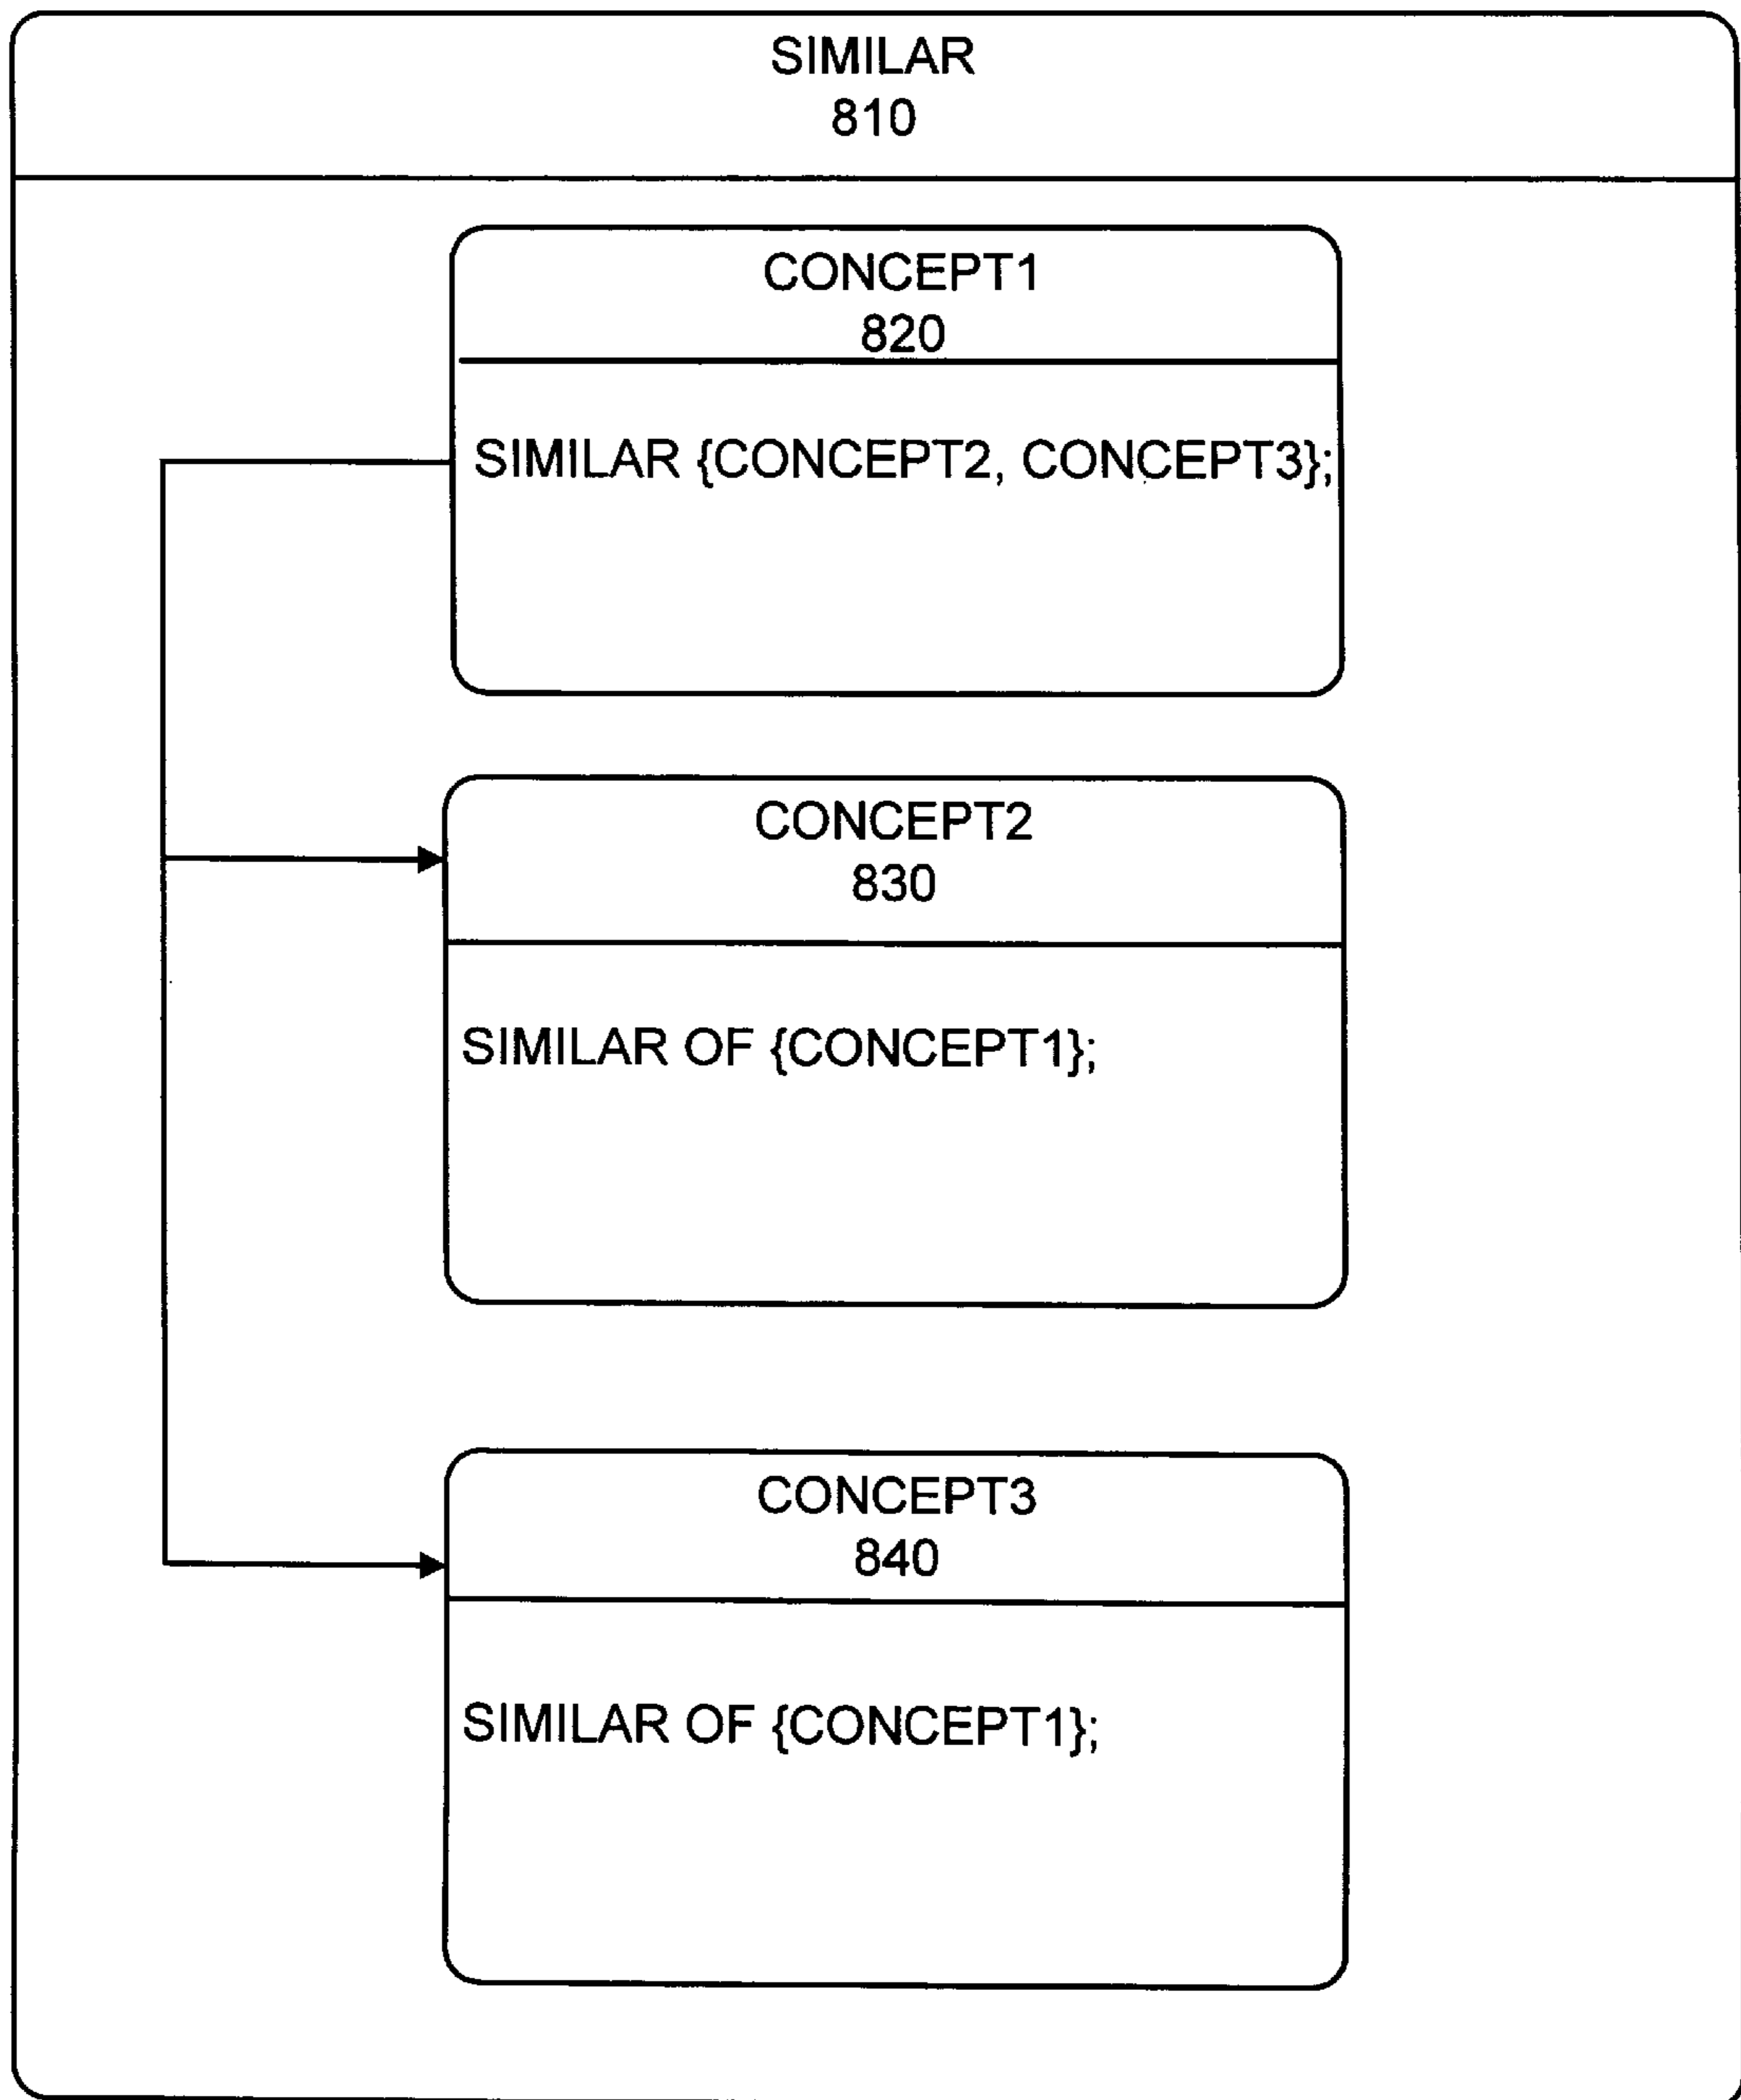 SIMILAR
810
CONCEPT1
820
SIMILAR {CONCEPT2, CONCEPT3};
CONCEPT2
830
SIMILAR OF {CONCEPT1};
CONCEPT3
840
SIMILAR OF {CONCEPT1};